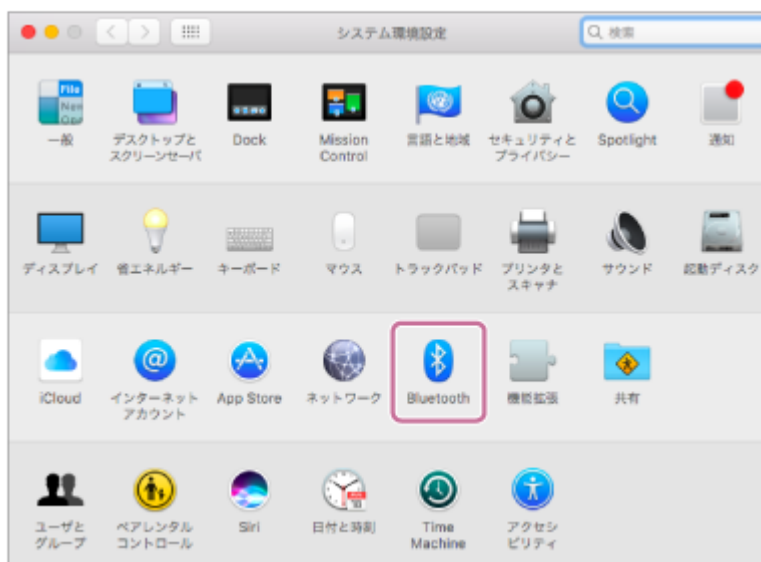 システム環境設定
検索
一般
デスクトップと
スクリーンセーバ
Dock
Mission
Control
言語と地域
セキュリティと
プライバシー
Spotlight
通知
ディスプレイ
省エネルギー
キーボード
マウス
トラックパッド
プリンタと
スキャナ
サウンド
起動ディスク
iCloud
インターネット
アカウント
App Store
ネットワーク
Bluetooth
機能拡張
共有
ユーザと
グループ
ペアレンタル
コントロール
Siri
日付と時刻
Time
Machine
アクセシ
ビリティ